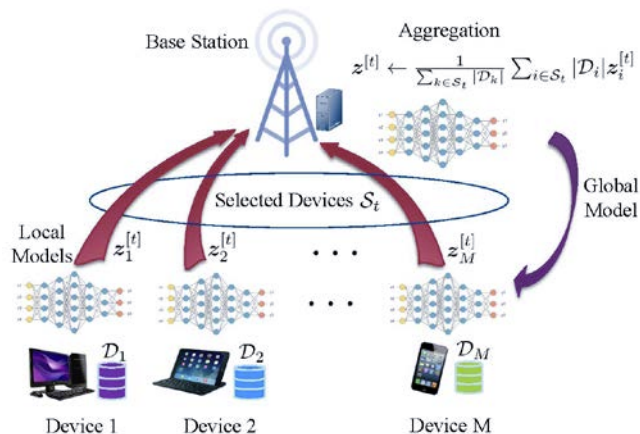 Base Station
Aggregation
𝒛^{[t]} ← \frac{1}{\sum_{k∈𝒮_t} |𝒟_k|} \sum_{i∈𝒮_t} |𝒟_i| 𝒛_i^{[t]}
Selected Devices 𝒮_t
Global
Model
Local
Models
𝒛_1^{[t]} 𝒛_2^{[t]} · · · 𝒛_M^{[t]}
· · ·
𝒟_1 𝒟_2 𝒟_M
Device 1 Device 2 Device M